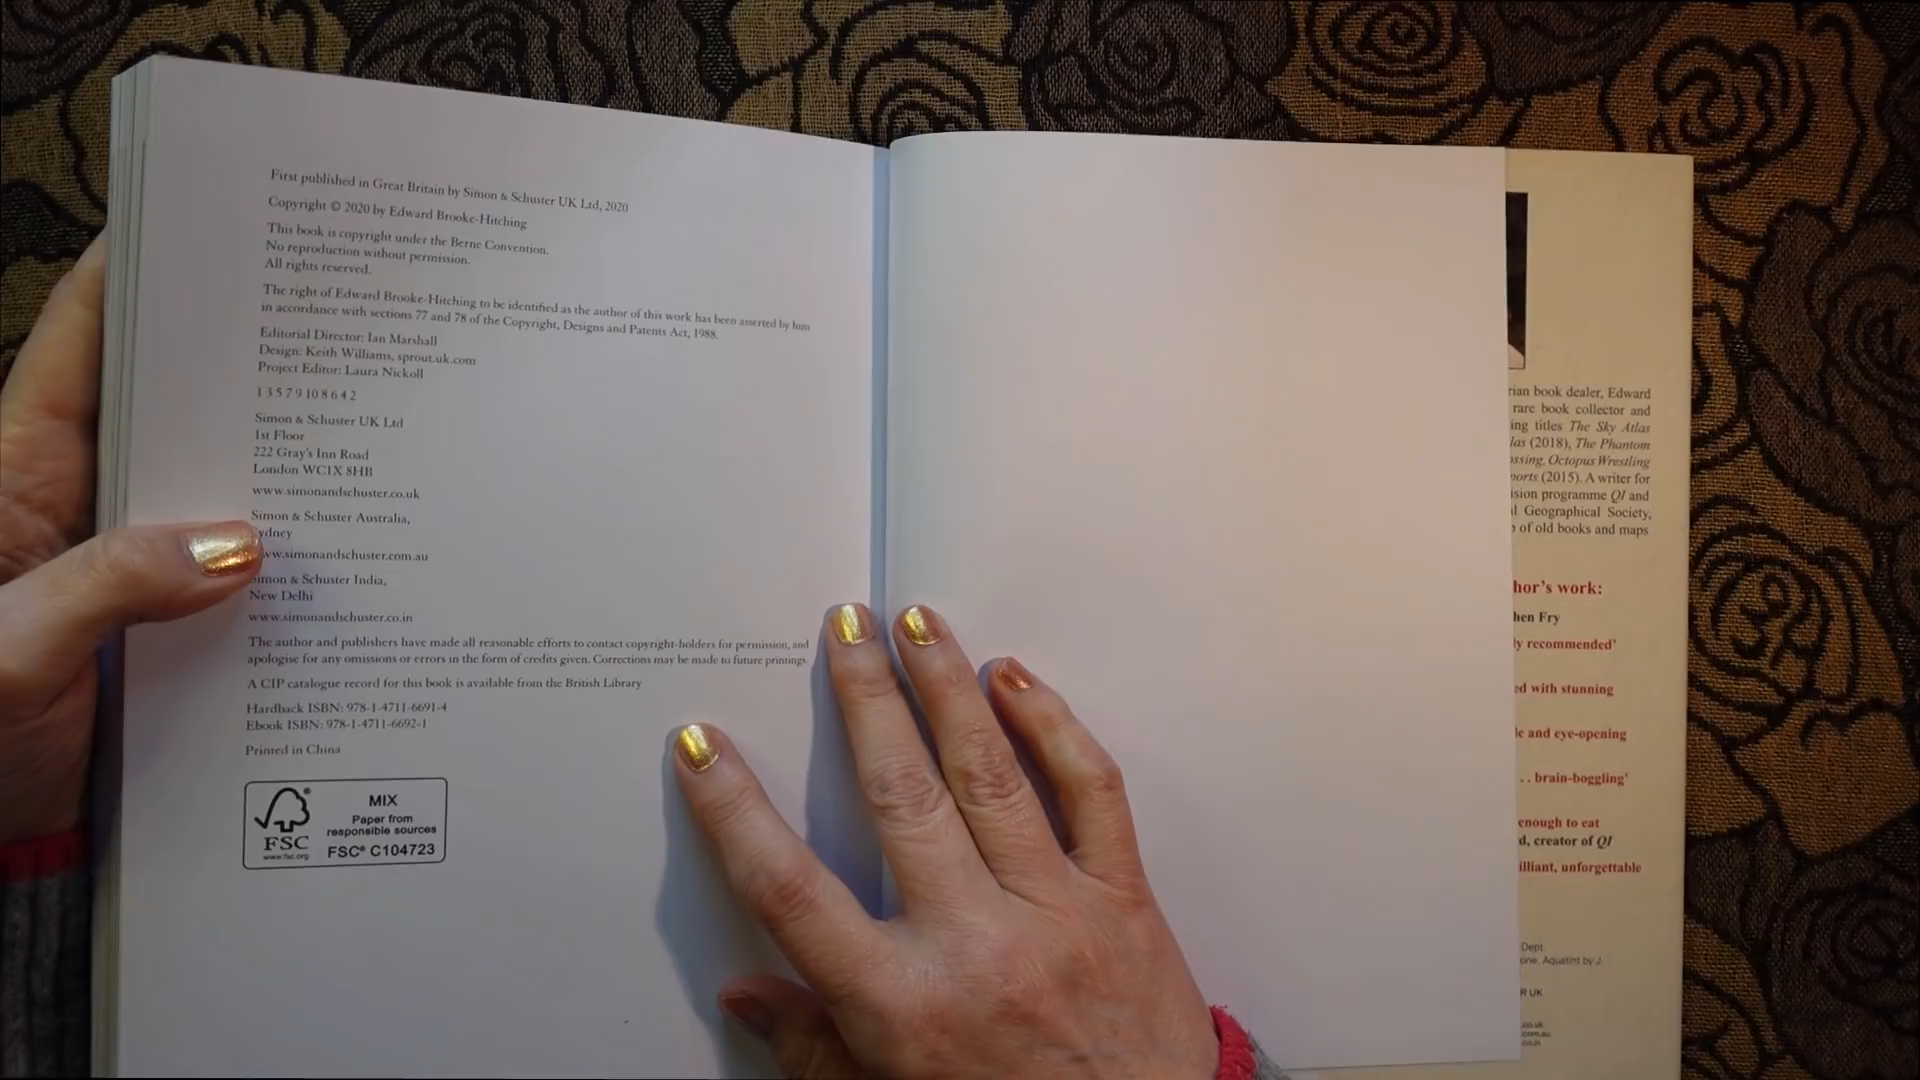 First published in Great Britain by Simon & Schuster UK Ltd, 2020
Copyright © 2020 by Edward Brooke-Hitching
This book is copyright under the Berne Convention.
No reproduction without permission.
All rights reserved.
The right of Edward Brooke-Hitching to be identified as the author of this work has been asserted by him
in accordance with sections 77 and 78 of the Copyright, Designs and Patents Act, 1988.
Editorial Director: Ian Marshall
Design: Keith Williams, sprout.uk.com
Project Editor: Laura Nickoll
1 3 5 7 9 10 8 6 4 2
Simon & Schuster UK Ltd
1st Floor
222 Gray's Inn Road
London WC1X 8HB
www.simonandschuster.co.uk
Simon & Schuster Australia,
ydney
ww.simonandschuster.com.au
Simon & Schuster India,
New Delhi
www.simonandschuster.co.in
The author and publishers have made all reasonable efforts to contact copyright-holders for permission, and
apologise for any omissions or errors in the form of credits given. Corrections may be made to future printings.
A CIP catalogue record for this book is available from the British Library
Hardback ISBN: 978-1-4711-6691-4
Ebook ISBN: 978-1-4711-6692-1
Printed in China
FSC
www.fsc.org
MIX
Paper from
responsible sources
FSC® C104723
rian book dealer, Edward
rare book collector and
ing titles The Sky Atlas
las (2018), The Phantom
ossing, Octopus Wrestling
ports (2015). A writer for
ision programme QI and
l Geographical Society,
of old books and maps
hor's work:
hen Fry
ly recommended'
ed with stunning
le and eye-opening
. . brain-boggling'
enough to eat
d, creator of QI
illiant, unforgettable
Dept
one. Aquatint by J.
R UK
.co.uk
.com.au
.co.in